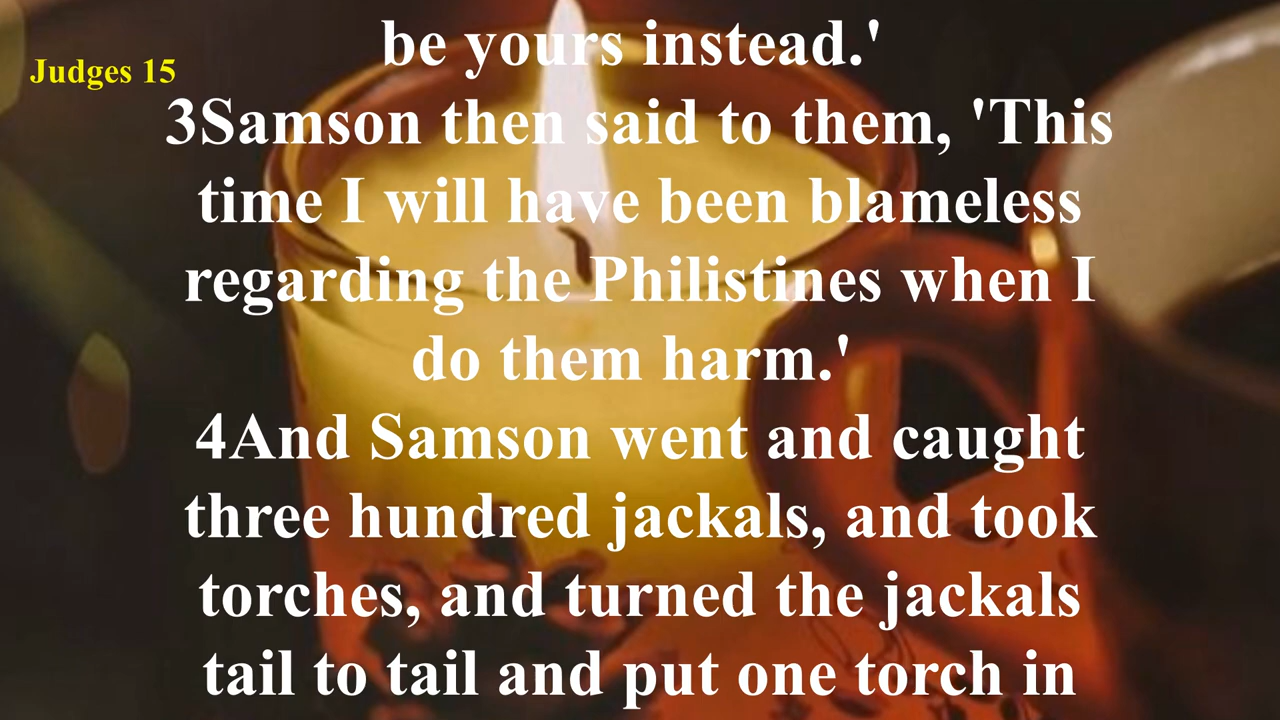 be yours instead.'
Judges 15
3Samson then said to them, 'This
time I will have been blameless
regarding the Philistines when I
do them harm.'
4And Samson went and caught
three hundred jackals, and took
torches, and turned the jackals
tail to tail and put one torch in